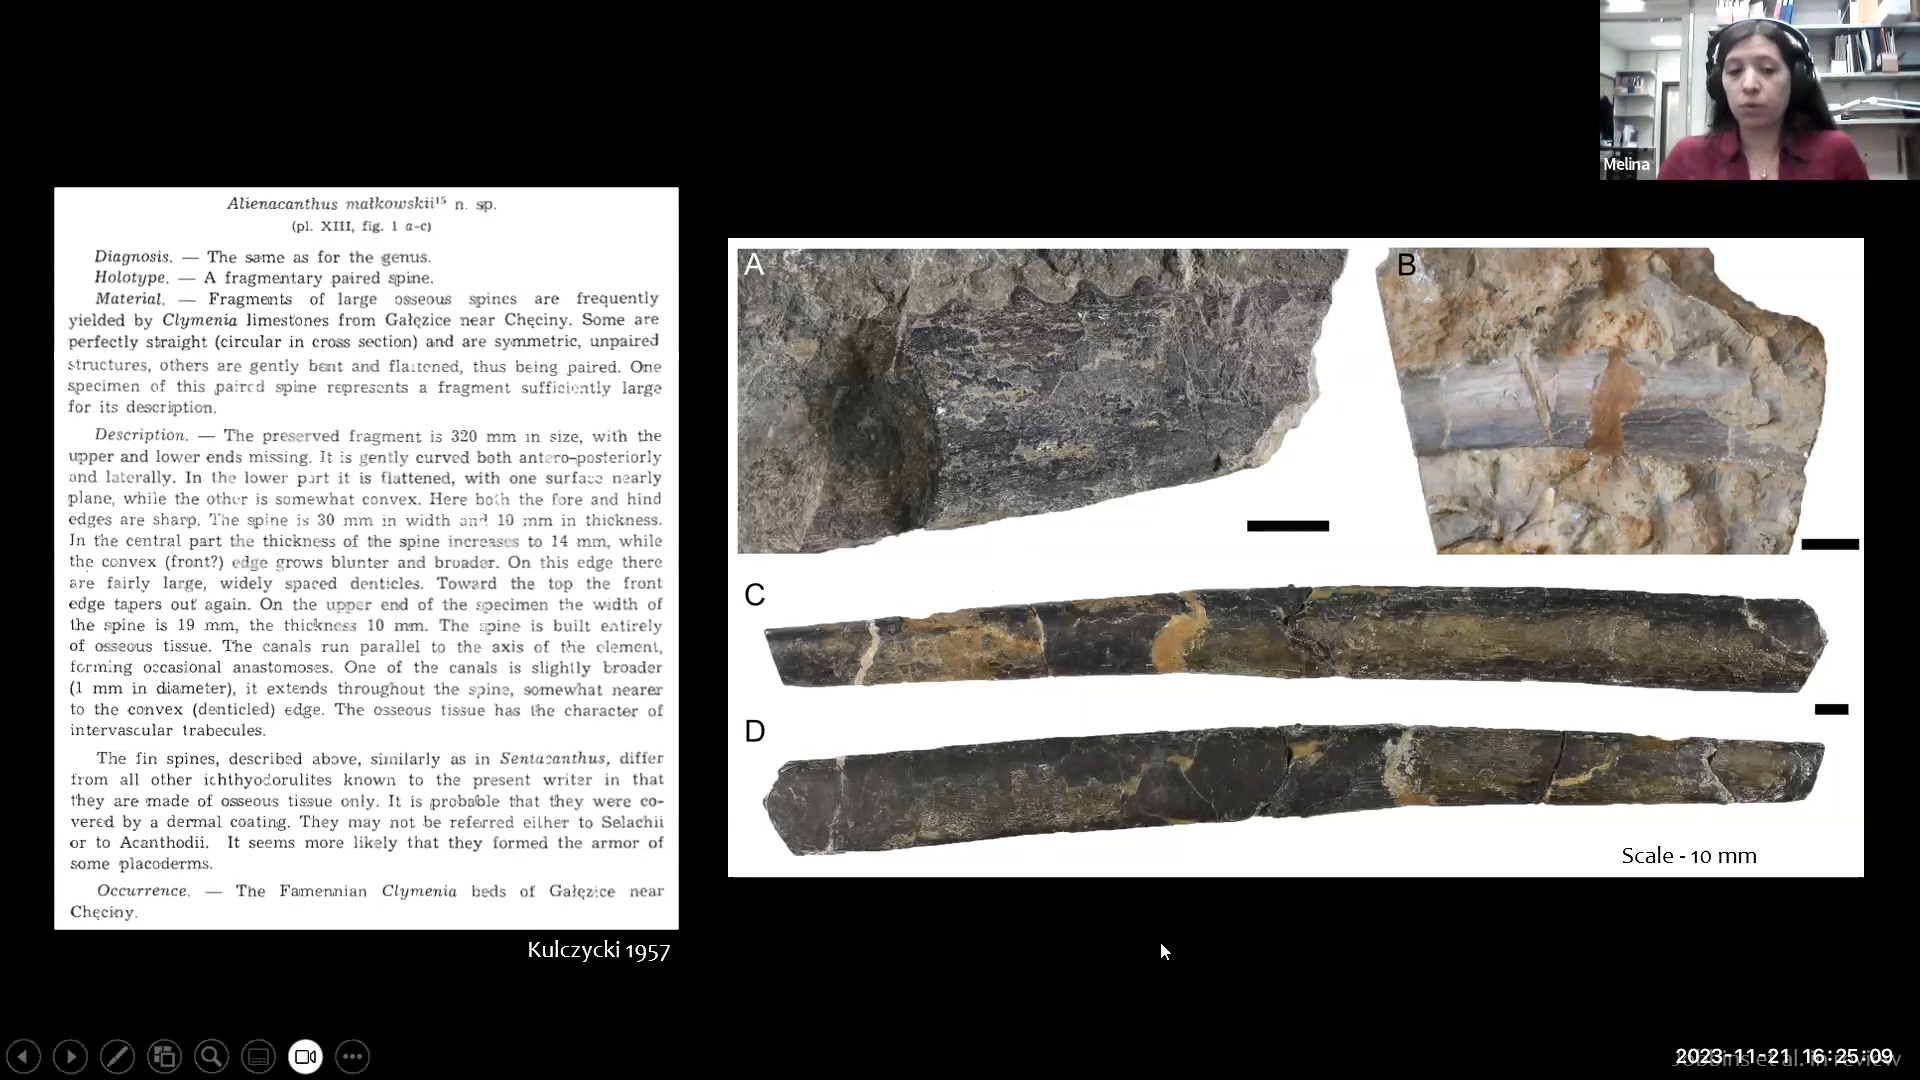 Melina
Alienacanthus małkowskii¹⁵ n. sp.
(pl. XIII, fig. 1 a-c)
Diagnosis. — The same as for the genus.
Holotype. — A fragmentary paired spine.
Material. — Fragments of large osseous spines are frequently
yielded by Clymenia limestones from Gałęzice near Chęciny. Some are
perfectly straight (circular in cross section) and are symmetric, unpaired
structures, others are gently bent and flattened, thus being paired. One
specimen of this paired spine represents a fragment sufficiently large
for its description.
Description. — The preserved fragment is 320 mm in size, with the
upper and lower ends missing. It is gently curved both antero-posteriorly
and laterally. In the lower part it is flattened, with one surface nearly
plane, while the other is somewhat convex. Here both the fore and hind
edges are sharp. The spine is 30 mm in width and 10 mm in thickness.
In the central part the thickness of the spine increases to 14 mm, while
the convex (front?) edge grows blunter and broader. On this edge there
are fairly large, widely spaced denticles. Toward the top the front
edge tapers out again. On the upper end of the specimen the width of
the spine is 19 mm, the thickness 10 mm. The spine is built entirely
of osseous tissue. The canals run parallel to the axis of the element,
forming occasional anastomoses. One of the canals is slightly broader
(1 mm in diameter), it extends throughout the spine, somewhat nearer
to the convex (denticled) edge. The osseous tissue has the character of
intervascular trabecules.
The fin spines, described above, similarly as in Sentacanthus, differ
from all other ichthyodorulites known to the present writer in that
they are made of osseous tissue only. It is probable that they were co-
vered by a dermal coating. They may not be referred either to Selachii
or to Acanthodii. It seems more likely that they formed the armor of
some placoderms.
Occurrence. — The Famennian Clymenia beds of Gałęzice near
Chęciny.
Kulczycki 1957
A
B
C
D
Scale - 10 mm
Jobbins et al. in review
2023-11-21 16:25:09